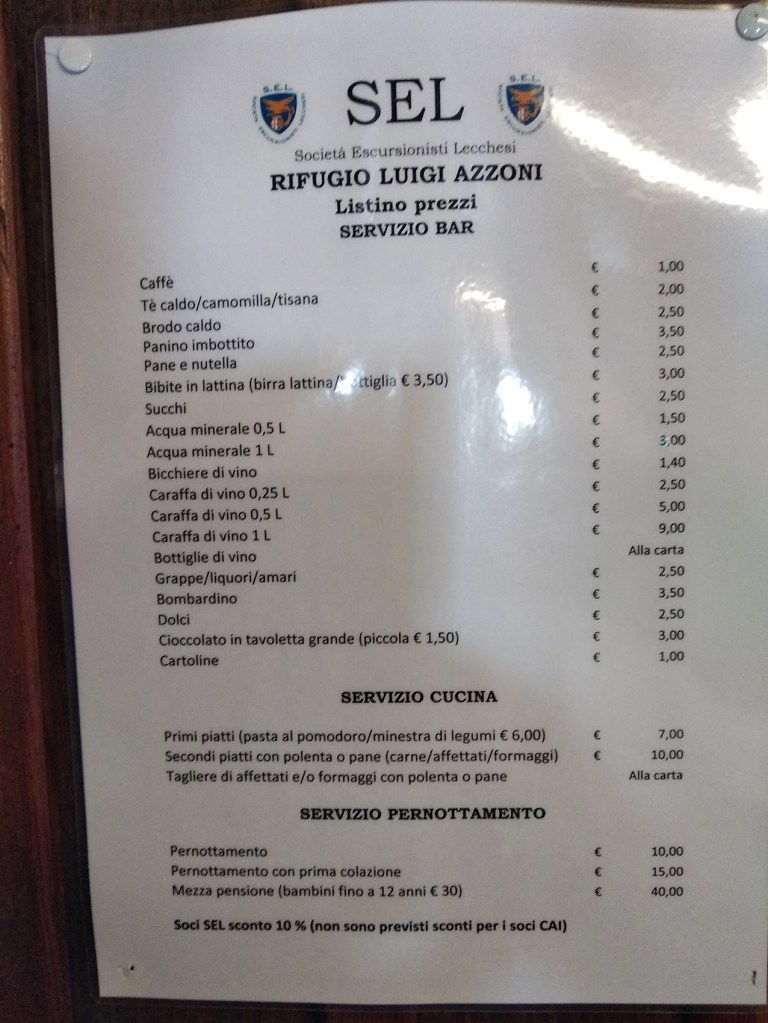 S.E.L.
SOCIETÀ ESCURSIONISTI LECCHESI
SEL
S.E.L.
SOCIETÀ ESCURSIONISTI LECCHESI
Società Escursionisti Lecchesi
RIFUGIO LUIGI AZZONI
Listino prezzi
SERVIZIO BAR
Caffè € 1,00
Tè caldo/camomilla/tisana € 2,00
Brodo caldo € 2,50
Panino imbottito € 3,50
Pane e nutella € 2,50
Bibite in lattina (birra lattina/bottiglia € 3,50) € 3,00
Succhi € 2,50
Acqua minerale 0,5 L € 1,50
Acqua minerale 1 L € 3,00
Bicchiere di vino € 1,40
Caraffa di vino 0,25 L € 2,50
Caraffa di vino 0,5 L € 5,00
Caraffa di vino 1 L € 9,00
Bottiglie di vino Alla carta
Grappe/liquori/amari € 2,50
Bombardino € 3,50
Dolci € 2,50
Cioccolato in tavoletta grande (piccola € 1,50) € 3,00
Cartoline € 1,00
SERVIZIO CUCINA
Primi piatti (pasta al pomodoro/minestra di legumi € 6,00) € 7,00
Secondi piatti con polenta o pane (carne/affettati/formaggi) € 10,00
Tagliere di affettati e/o formaggi con polenta o pane Alla carta
SERVIZIO PERNOTTAMENTO
Pernottamento € 10,00
Pernottamento con prima colazione € 15,00
Mezza pensione (bambini fino a 12 anni € 30) € 40,00
Soci SEL sconto 10 % (non sono previsti sconti per i soci CAI)